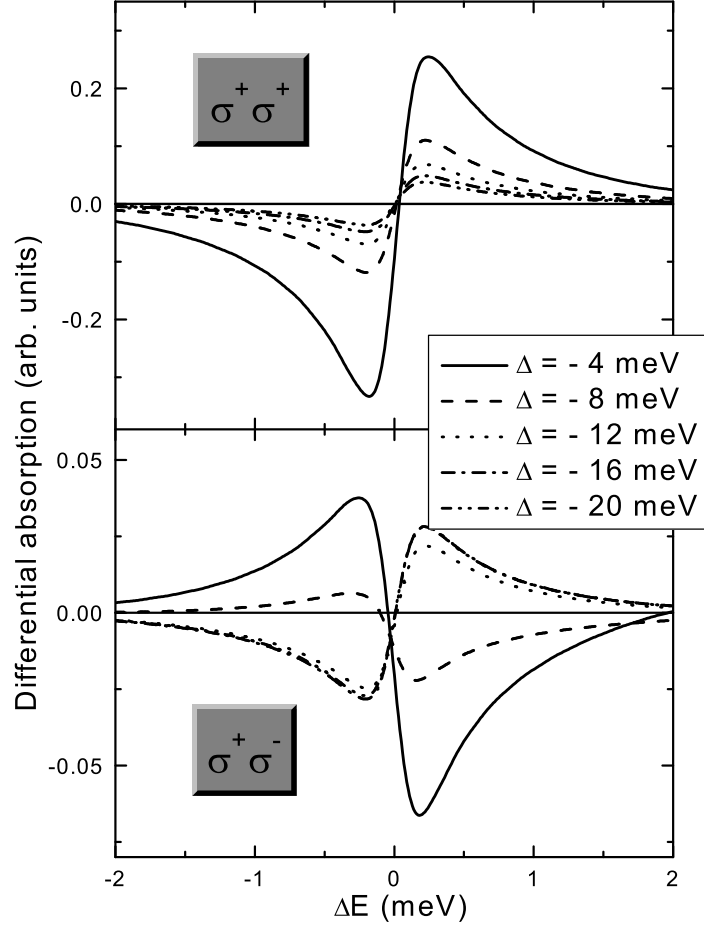 0.2
0.0
-0.2
σ+ σ+
Differential absorption (arb. units)
Δ = - 4 meV
Δ = - 8 meV
Δ = - 12 meV
Δ = - 16 meV
Δ = - 20 meV
0.05
0.00
-0.05
σ+ σ-
-2 -1 0 1 2
ΔE (meV)